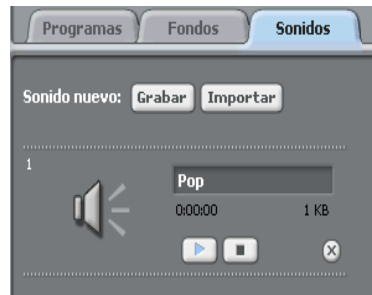 Programas Fondos Sonidos
Sonido nuevo: Grabar Importar
1
Pop
0:00:00 1 KB